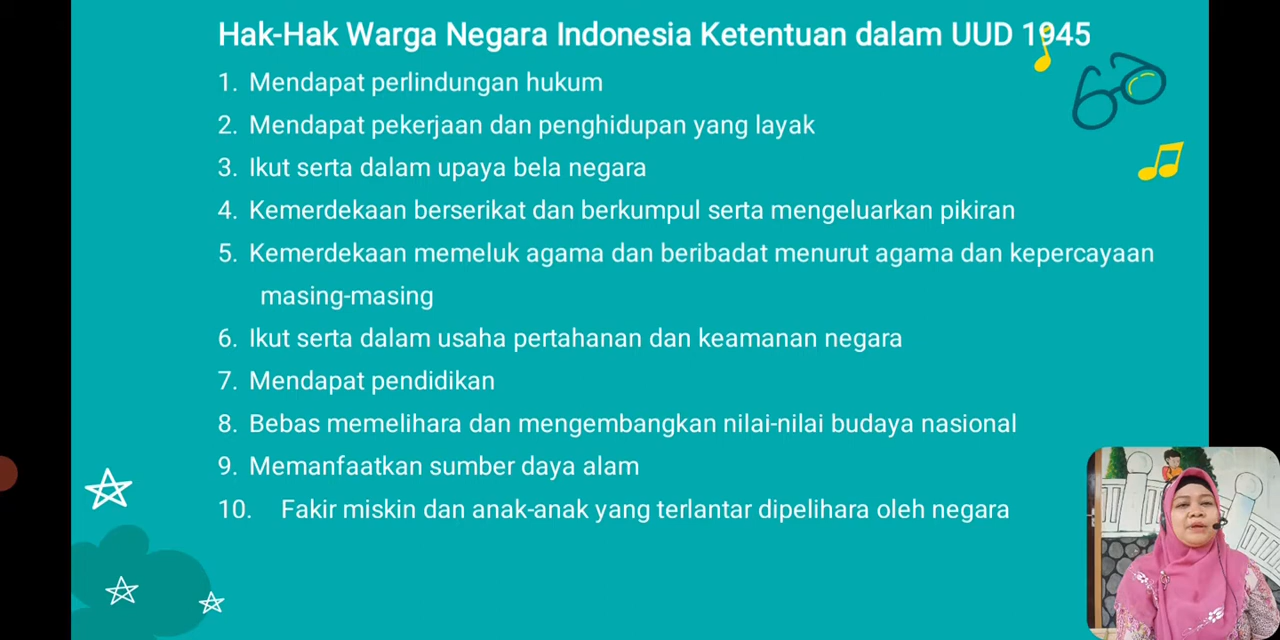 Hak-Hak Warga Negara Indonesia Ketentuan dalam UUD 1945
1. Mendapat perlindungan hukum
2. Mendapat pekerjaan dan penghidupan yang layak
3. Ikut serta dalam upaya bela negara
4. Kemerdekaan berserikat dan berkumpul serta mengeluarkan pikiran
5. Kemerdekaan memeluk agama dan beribadat menurut agama dan kepercayaan
masing-masing
6. Ikut serta dalam usaha pertahanan dan keamanan negara
7. Mendapat pendidikan
8. Bebas memelihara dan mengembangkan nilai-nilai budaya nasional
9. Memanfaatkan sumber daya alam
10. Fakir miskin dan anak-anak yang terlantar dipelihara oleh negara